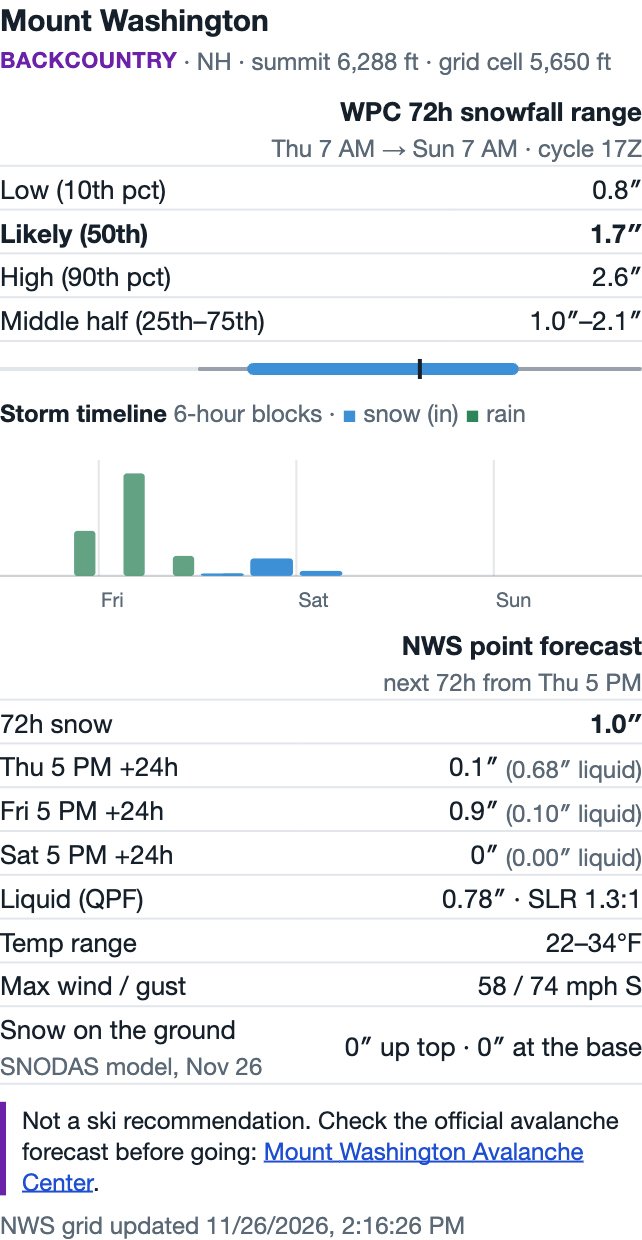 Mount Washington
BACKCOUNTRY · NH · summit 6,288 ft · grid cell 5,650 ft
WPC 72h snowfall range
Thu 7 AM → Sun 7 AM · cycle 17Z
Low (10th pct) 0.8″
Likely (50th) 1.7″
High (90th pct) 2.6″
Middle half (25th–75th) 1.0″–2.1″
Storm timeline 6-hour blocks · ■ snow (in) ■ rain
Fri Sat Sun
NWS point forecast
next 72h from Thu 5 PM
72h snow 1.0″
Thu 5 PM +24h 0.1″ (0.68″ liquid)
Fri 5 PM +24h 0.9″ (0.10″ liquid)
Sat 5 PM +24h 0″ (0.00″ liquid)
Liquid (QPF) 0.78″ · SLR 1.3:1
Temp range 22–34°F
Max wind / gust 58 / 74 mph S
Snow on the ground 0″ up top · 0″ at the base
SNODAS model, Nov 26
Not a ski recommendation. Check the official avalanche
forecast before going: Mount Washington Avalanche
Center.
NWS grid updated 11/26/2026, 2:16:26 PM